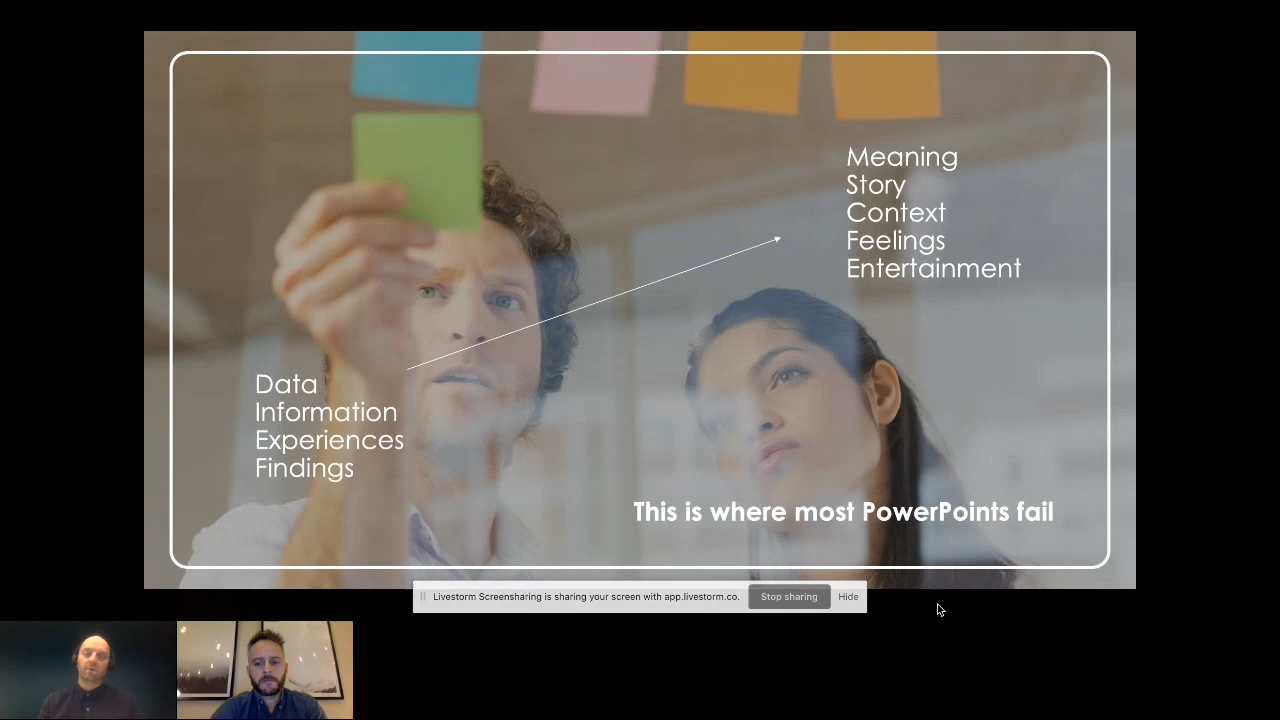 Meaning
Story
Context
Feelings
Entertainment
Data
Information
Experiences
Findings
This is where most PowerPoints fail
Livestorm Screensharing is sharing your screen with app.livestorm.co.
Stop sharing
Hide